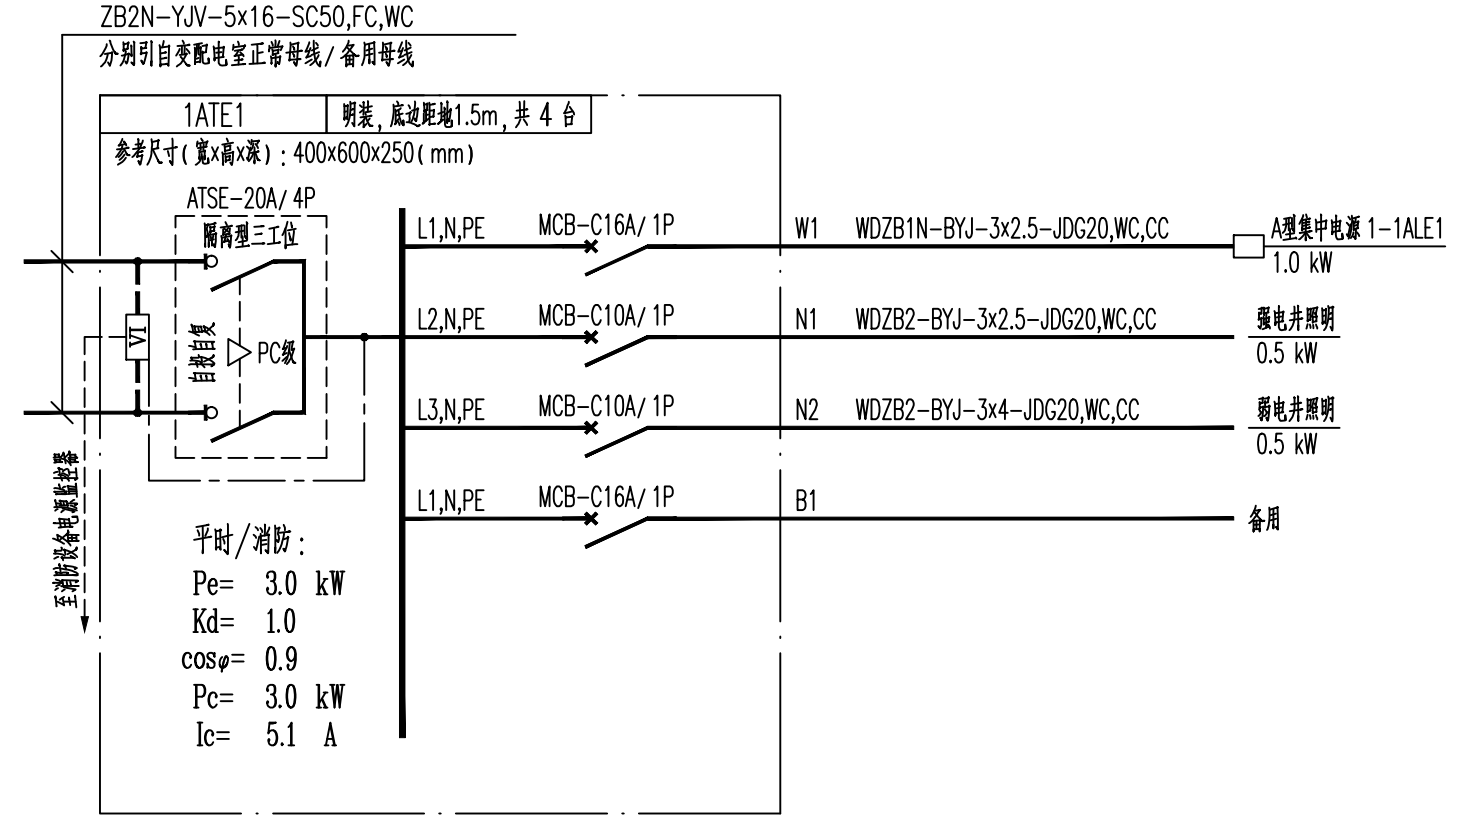 ZB2N-YJV-5x16-SC50,FC,WC
分别引自变配电室正常母线/备用母线
1ATE1
明装,底边距地1.5m,共 4 台
参考尺寸(宽x高x深):400x600x250(mm)
ATSE-20A/4P
隔离型三工位
自投自复
PC级
VI
至消防设备电源监控器
L1,N,PE
MCB-C16A/1P
W1
WDZB1N-BYJ-3x2.5-JDG20,WC,CC
A型集中电源 1-1ALE1
1.0 kW
L2,N,PE
MCB-C10A/1P
N1
WDZB2-BYJ-3x2.5-JDG20,WC,CC
强电井照明
0.5 kW
L3,N,PE
MCB-C10A/1P
N2
WDZB2-BYJ-3x4-JDG20,WC,CC
弱电井照明
0.5 kW
L1,N,PE
MCB-C16A/1P
B1
备用
平时/消防:
Pe= 3.0 kW
Kd= 1.0
cosφ= 0.9
Pc= 3.0 kW
Ic= 5.1 A